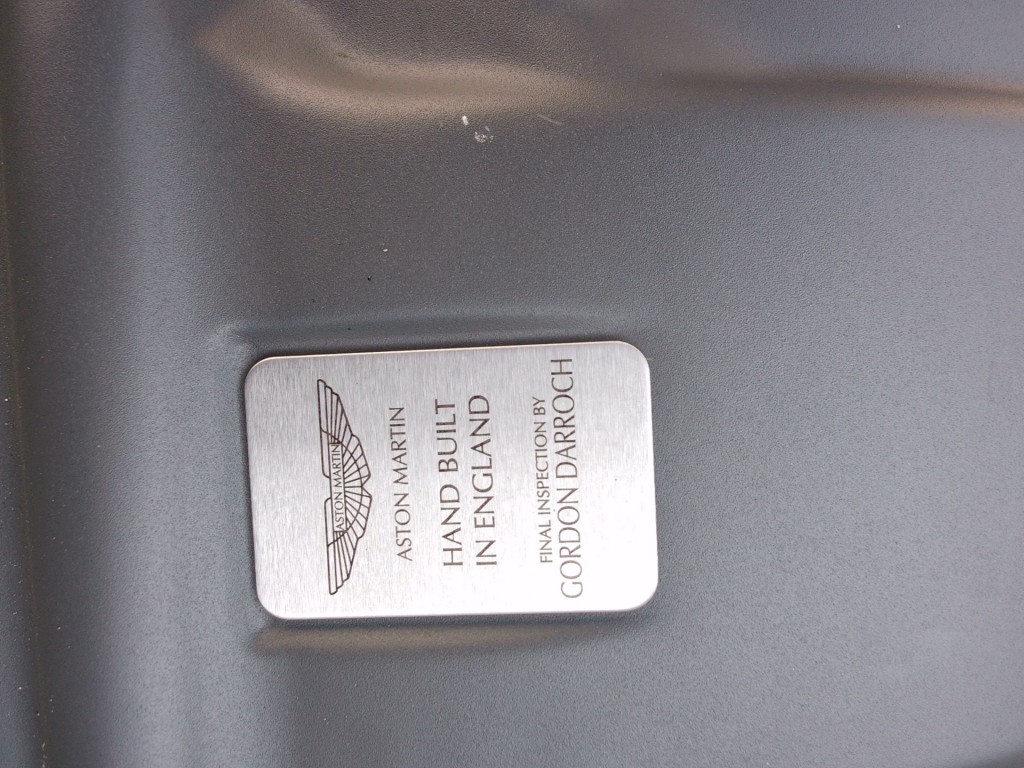 ASTON MARTIN
ASTON MARTIN
HAND BUILT
IN ENGLAND
FINAL INSPECTION BY
GORDON DARROCH